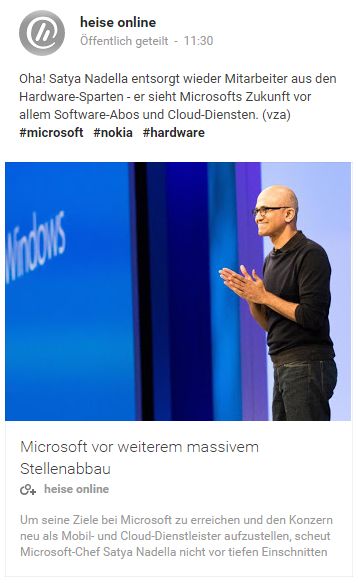 heise online
Öffentlich geteilt - 11:30
Oha! Satya Nadella entsorgt wieder Mitarbeiter aus den
Hardware-Sparten - er sieht Microsofts Zukunft vor
allem Software-Abos und Cloud-Diensten. (vza)
#microsoft #nokia #hardware
Windows
Microsoft vor weiterem massivem
Stellenabbau
heise online
Um seine Ziele bei Microsoft zu erreichen und den Konzern
neu als Mobil- und Cloud-Dienstleister aufzustellen, scheut
Microsoft-Chef Satya Nadella nicht vor tiefen Einschnitten